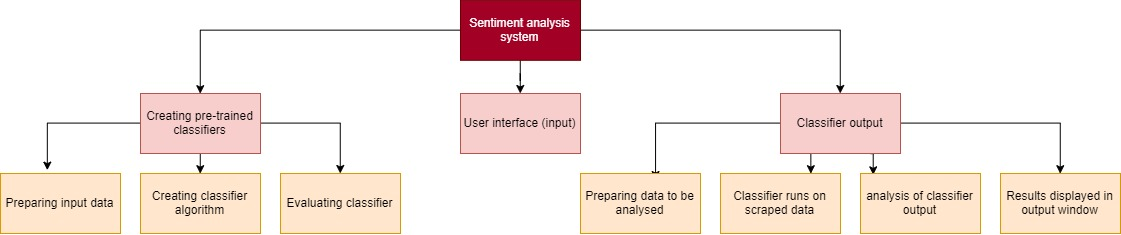 Sentiment analysis
system
Creating pre-trained
classifiers
User interface (input)
Classifier output
Preparing input data
Creating classifier
algorithm
Evaluating classifier
Preparing data to be
analysed
Classifier runs on
scraped data
analysis of classifier
output
Results displayed in
output window